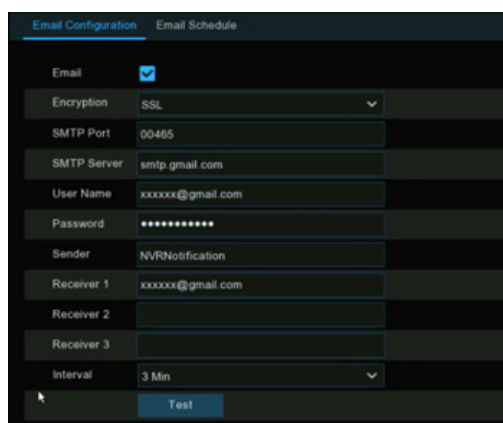 Email Configuration Email Schedule
Email
Encryption SSL
SMTP Port 00465
SMTP Server smtp.gmail.com
User Name xxxxxx@gmail.com
Password •••••••••••
Sender NVRNotification
Receiver 1 xxxxxx@gmail.com
Receiver 2
Receiver 3
Interval 3 Min
Test